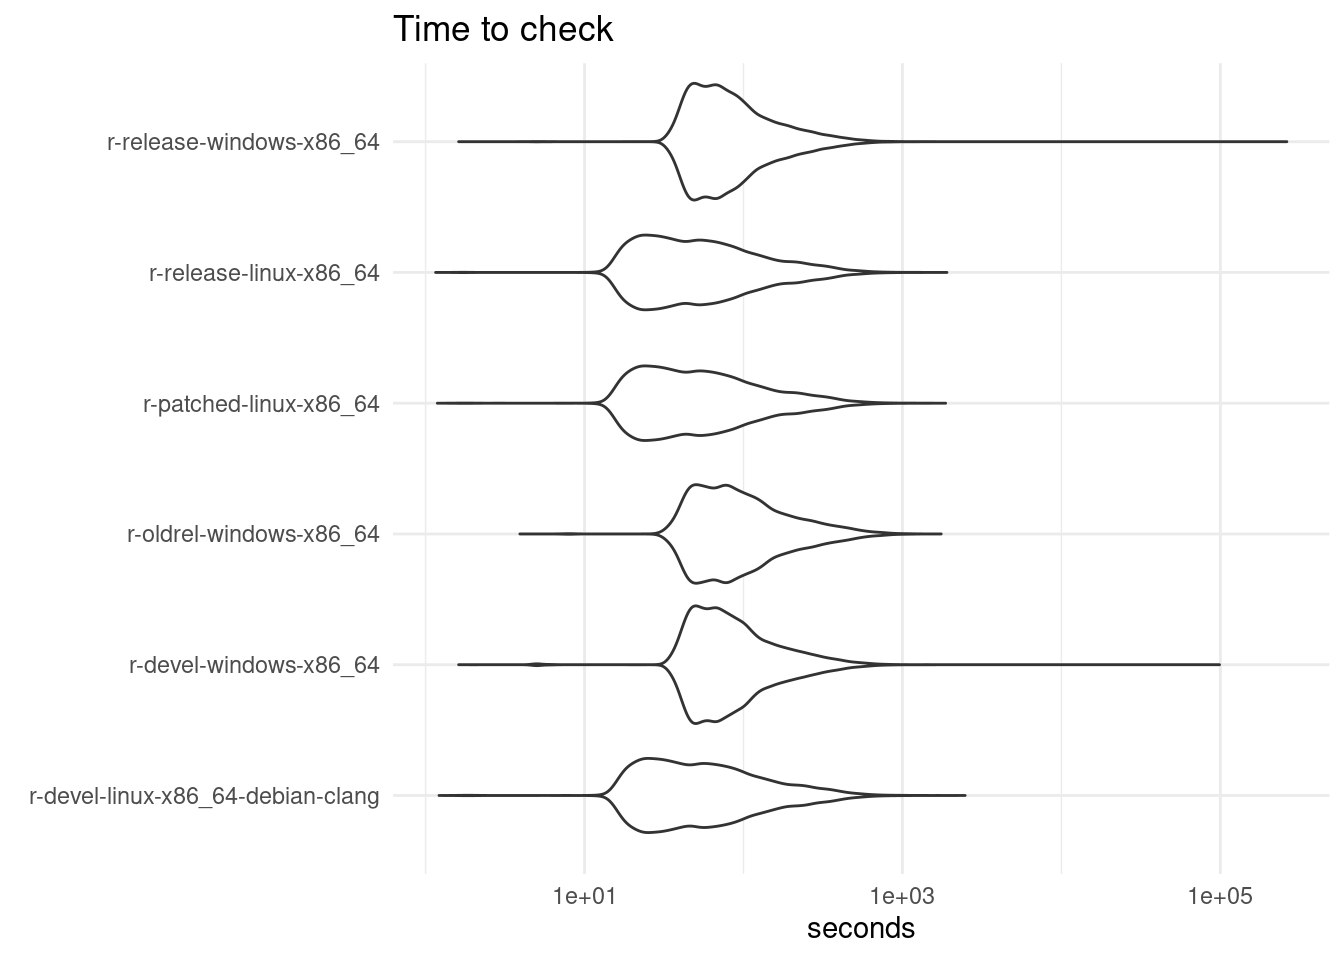 Time to check
r-release-windows-x86_64
r-release-linux-x86_64
r-patched-linux-x86_64
r-oldrel-windows-x86_64
r-devel-windows-x86_64
r-devel-linux-x86_64-debian-clang
1e+01 1e+03 1e+05
seconds